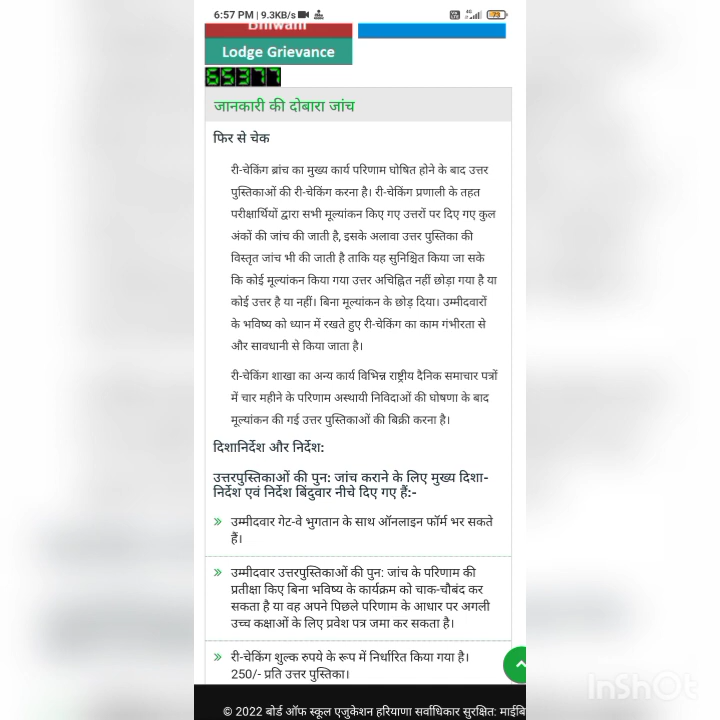 6:57 PM | 9.3KB/s
4G
75
Bhiwani
Lodge Grievance
65377
जानकारी की दोबारा जांच
फिर से चेक
री-चेकिंग ब्रांच का मुख्य कार्य परिणाम घोषित होने के बाद उत्तर
पुस्तिकाओं की री-चेकिंग करना है। री-चेकिंग प्रणाली के तहत
परीक्षार्थियों द्वारा सभी मूल्यांकन किए गए उत्तरों पर दिए गए कुल
अंकों की जांच की जाती है, इसके अलावा उत्तर पुस्तिका की
विस्तृत जांच भी की जाती है ताकि यह सुनिश्चित किया जा सके
कि कोई मूल्यांकन किया गया उत्तर अचिह्नित नहीं छोड़ा गया है या
कोई उत्तर है या नहीं। बिना मूल्यांकन के छोड़ दिया। उम्मीदवारों
के भविष्य को ध्यान में रखते हुए री-चेकिंग का काम गंभीरता से
और सावधानी से किया जाता है।
री-चेकिंग शाखा का अन्य कार्य विभिन्न राष्ट्रीय दैनिक समाचार पत्रों
में चार महीने के परिणाम अस्थायी निविदाओं की घोषणा के बाद
मूल्यांकन की गई उत्तर पुस्तिकाओं की बिक्री करना है।
दिशानिर्देश और निर्देश:
उत्तरपुस्तिकाओं की पुन: जांच कराने के लिए मुख्य दिशा-
निर्देश एवं निर्देश बिंदुवार नीचे दिए गए हैं:-
» उम्मीदवार गेट-वे भुगतान के साथ ऑनलाइन फॉर्म भर सकते
हैं।
» उम्मीदवार उत्तरपुस्तिकाओं की पुन: जांच के परिणाम की
प्रतीक्षा किए बिना भविष्य के कार्यक्रम को चाक-चौबंद कर
सकता है या वह अपने पिछले परिणाम के आधार पर अगली
उच्च कक्षाओं के लिए प्रवेश पत्र जमा कर सकता है।
» री-चेकिंग शुल्क रुपये के रूप में निर्धारित किया गया है।
250/- प्रति उत्तर पुस्तिका।
© 2022 बोर्ड ऑफ स्कूल एजुकेशन हरियाणा सर्वाधिकार सुरक्षित: माईबि
InShOt